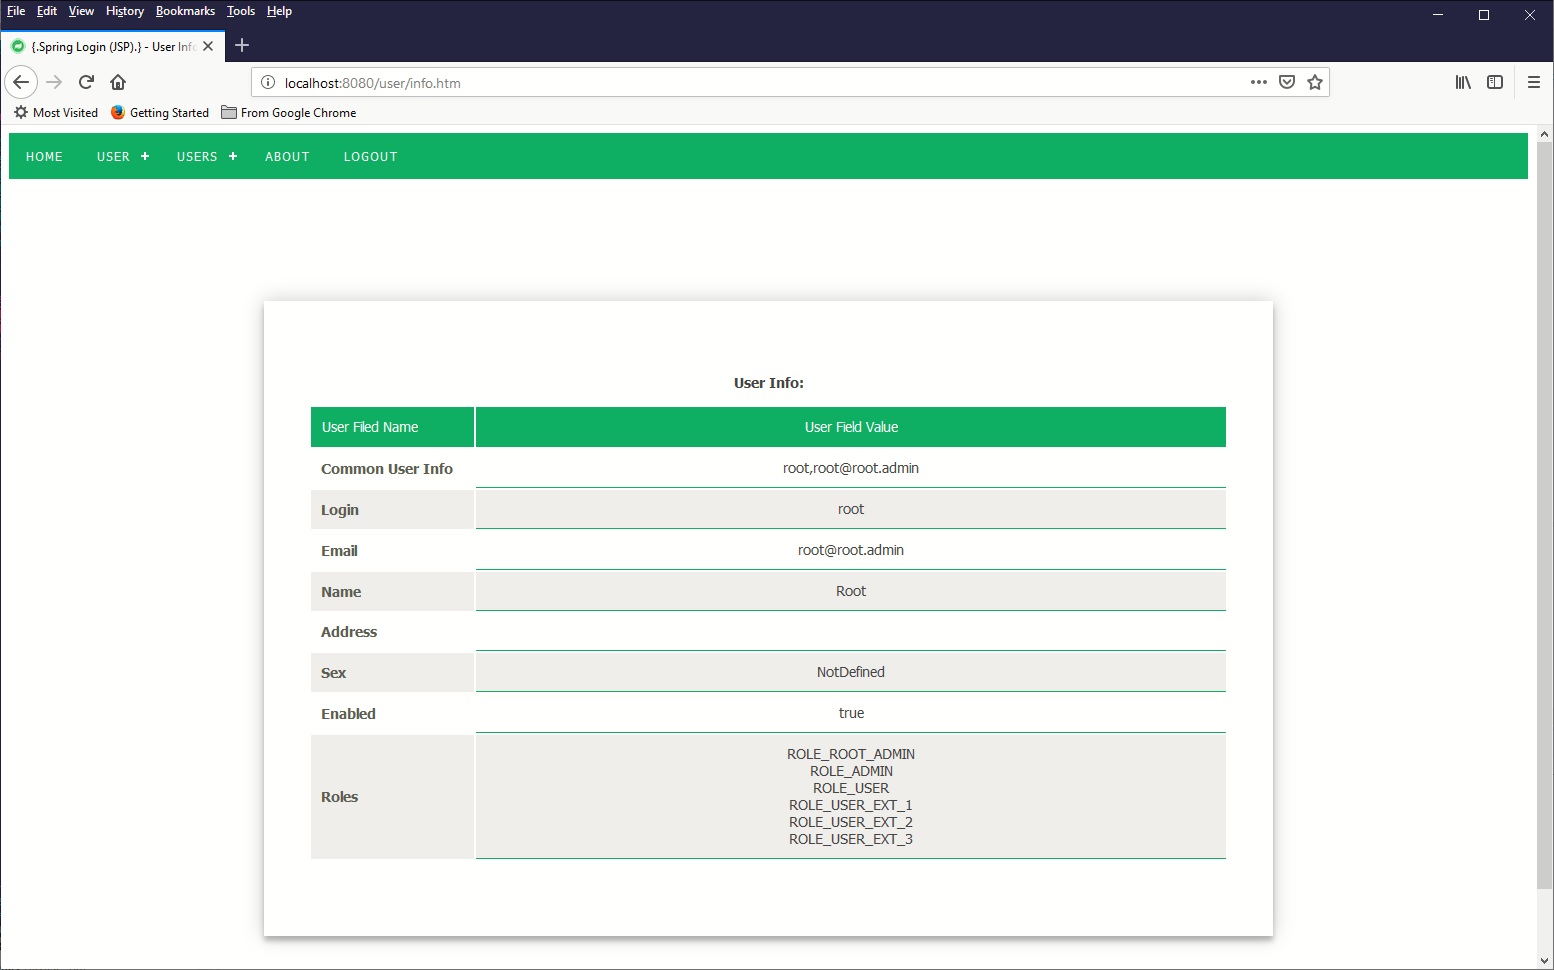 File Edit View History Bookmarks Tools Help
{.Spring Login (JSP).} - User Info
localhost:8080/user/info.htm
Most Visited Getting Started From Google Chrome
HOME USER + USERS + ABOUT LOGOUT
User Info:
User Filed Name User Field Value
Common User Info root,root@root.admin
Login root
Email root@root.admin
Name Root
Address
Sex NotDefined
Enabled true
Roles
ROLE_ROOT_ADMIN
ROLE_ADMIN
ROLE_USER
ROLE_USER_EXT_1
ROLE_USER_EXT_2
ROLE_USER_EXT_3